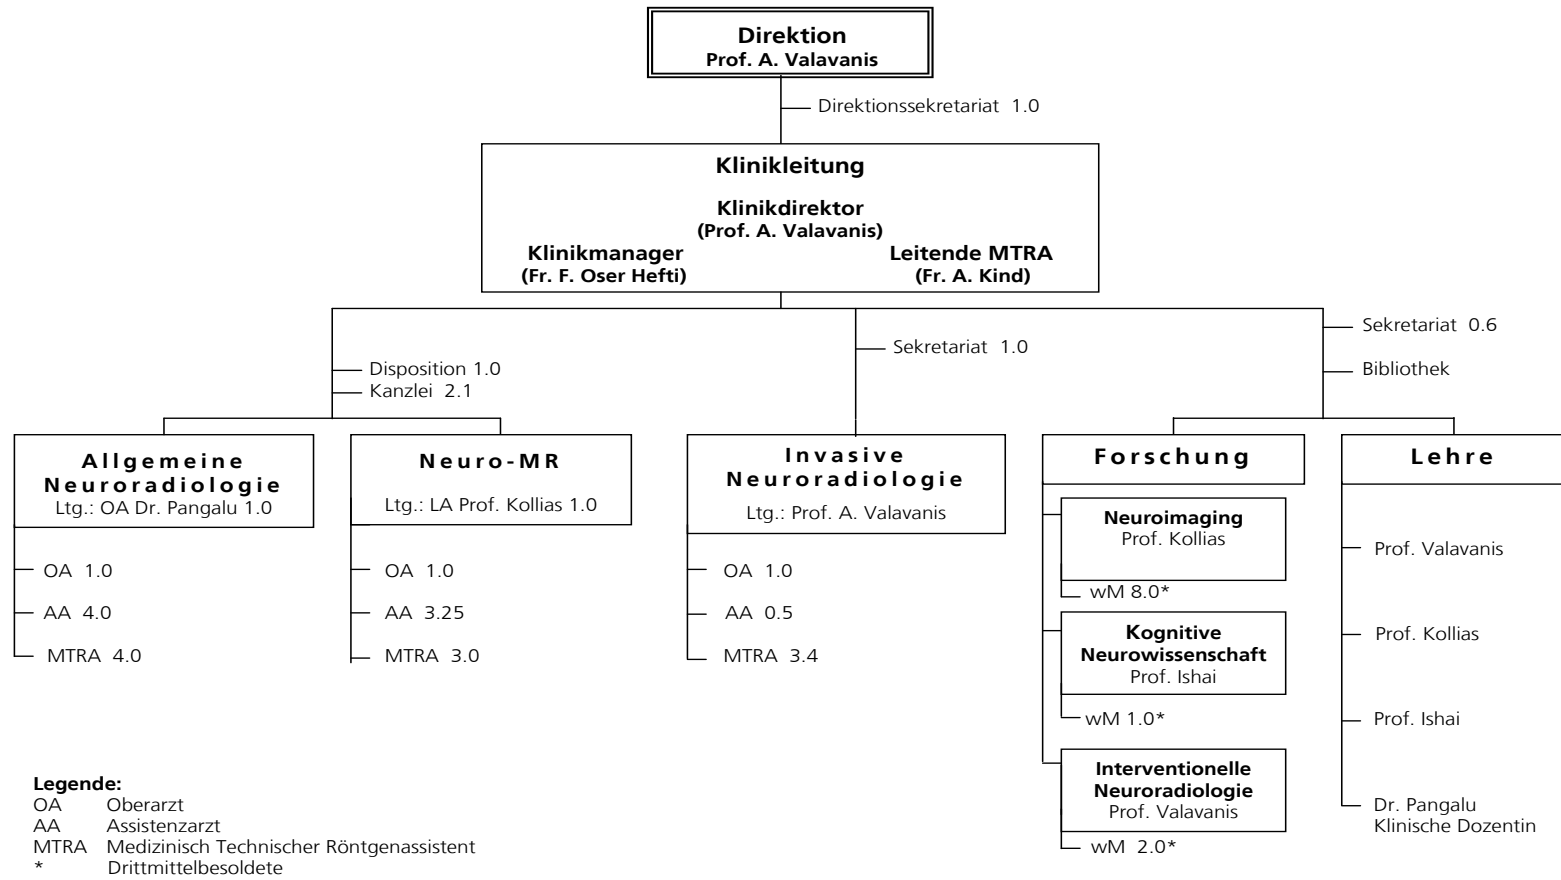 Direktion
Prof. A. Valavanis
Direktionssekretariat 1.0
Klinikleitung
Klinikdirektor
(Prof. A. Valavanis)
Klinikmanager
(Fr. F. Oser Hefti)
Leitende MTRA
(Fr. A. Kind)
Disposition 1.0
Kanzlei 2.1
Sekretariat 1.0
Sekretariat 0.6
Bibliothek
Allgemeine
Neuroradiologie
Ltg.: OA Dr. Pangalu 1.0
OA 1.0
AA 4.0
MTRA 4.0
Neuro-MR
Ltg.: LA Prof. Kollias 1.0
OA 1.0
AA 3.25
MTRA 3.0
Invasive
Neuroradiologie
Ltg.: Prof. A. Valavanis
OA 1.0
AA 0.5
MTRA 3.4
Forschung
Neuroimaging
Prof. Kollias
wM 8.0*
Kognitive
Neurowissenschaft
Prof. Ishai
wM 1.0*
Interventionelle
Neuroradiologie
Prof. Valavanis
wM 2.0*
Lehre
Prof. Valavanis
Prof. Kollias
Prof. Ishai
Dr. Pangalu
Klinische Dozentin
Legende:
OA Oberarzt
AA Assistenzarzt
MTRA Medizinisch Technischer Röntgenassistent
* Drittmittelbesoldete